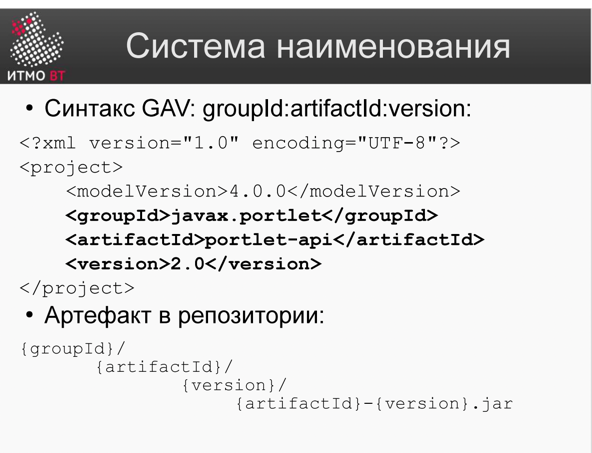 ИТМО ВТ
Система наименования
• Синтакс GAV: groupId:artifactId:version:
<?xml version="1.0" encoding="UTF-8"?>
<project>
    <modelVersion>4.0.0</modelVersion>
    <groupId>javax.portlet</groupId>
    <artifactId>portlet-api</artifactId>
    <version>2.0</version>
</project>
• Артефакт в репозитории:
{groupId}/
        {artifactId}/
                {version}/
                      {artifactId}-{version}.jar